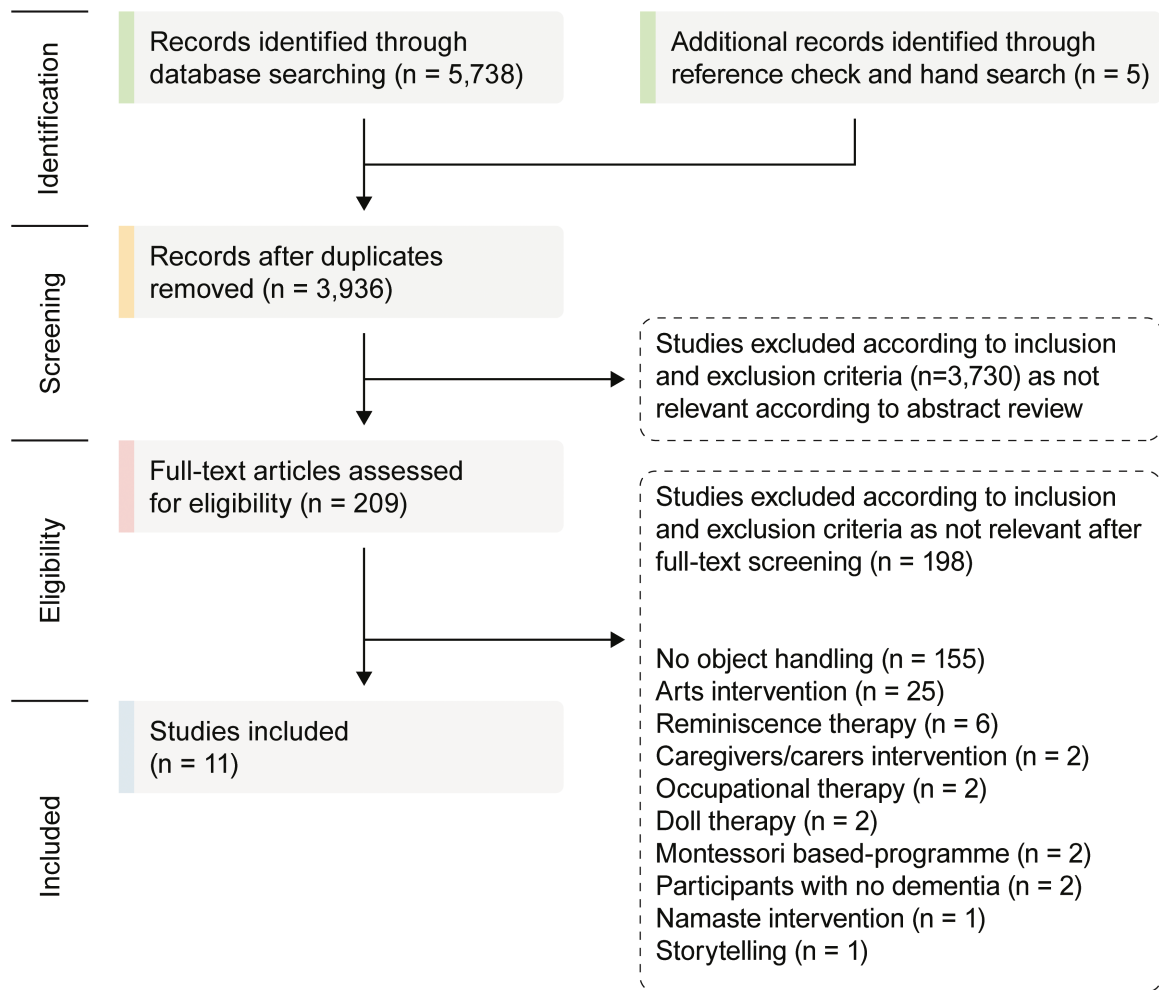 Identification
Records identified through
database searching (n = 5,738)
Additional records identified through
reference check and hand search (n = 5)
Screening
Records after duplicates
removed (n = 3,936)
Studies excluded according to inclusion
and exclusion criteria (n=3,730) as not
relevant according to abstract review
Eligibility
Full-text articles assessed
for eligibility (n = 209)
Studies excluded according to inclusion
and exclusion criteria as not relevant after
full-text screening (n = 198)
No object handling (n = 155)
Arts intervention (n = 25)
Reminiscence therapy (n = 6)
Caregivers/carers intervention (n = 2)
Occupational therapy (n = 2)
Doll therapy (n = 2)
Montessori based-programme (n = 2)
Participants with no dementia (n = 2)
Namaste intervention (n = 1)
Storytelling (n = 1)
Included
Studies included
(n = 11)